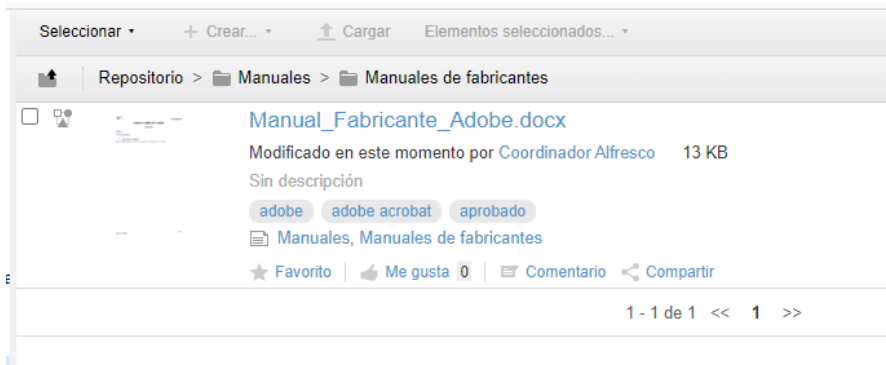 Seleccionar Crear... Cargar Elementos seleccionados...
Repositorio > Manuales > Manuales de fabricantes
Manual_Fabricante_Adobe.docx
Modificado en este momento por Coordinador Alfresco 13 KB
Sin descripción
adobe adobe acrobat aprobado
Manuales, Manuales de fabricantes
Favorito Me gusta 0 Comentario Compartir
1 - 1 de 1 << 1 >>